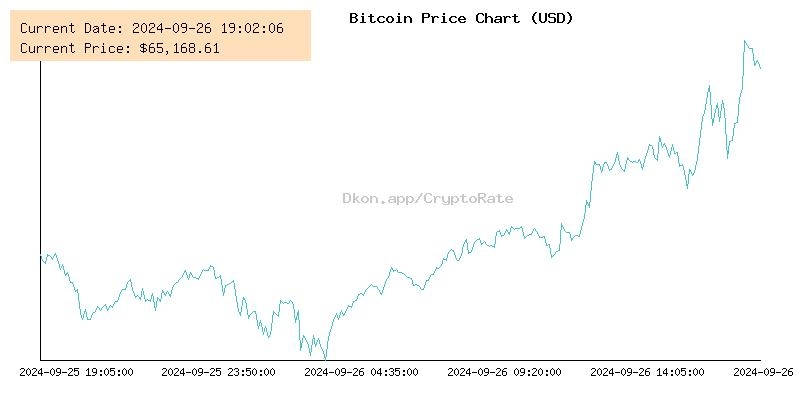 Bitcoin Price Chart (USD)
Current Date: 2024-09-26 19:02:06
Current Price: $65,168.61
Dkon.app/CryptoRate
2024-09-25 19:05:00 2024-09-25 23:50:00 2024-09-26 04:35:00 2024-09-26 09:20:00 2024-09-26 14:05:00 2024-09-26